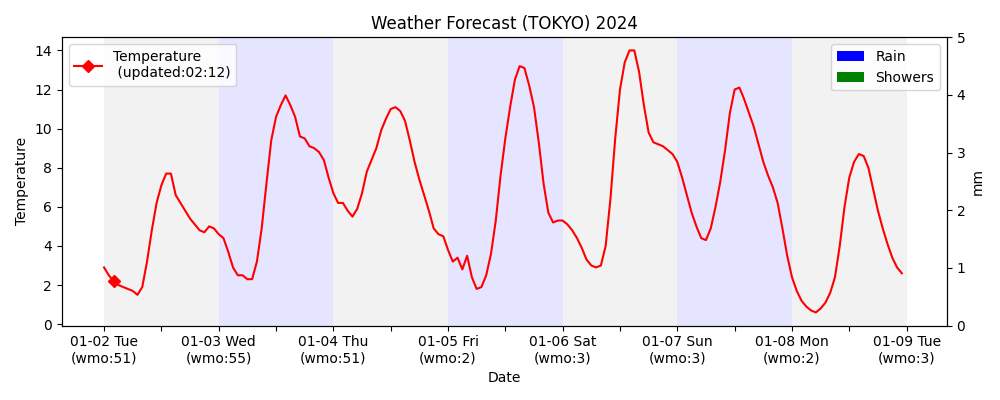 Weather Forecast (TOKYO) 2024
Temperature
(updated:02:12)
Rain
Showers
14
12
10
8
6
4
2
0
Temperature
5
4
3
2
1
0
mm
01-02 Tue
(wmo:51)
01-03 Wed
(wmo:55)
01-04 Thu
(wmo:51)
01-05 Fri
(wmo:2)
01-06 Sat
(wmo:3)
01-07 Sun
(wmo:3)
01-08 Mon
(wmo:2)
01-09 Tue
(wmo:3)
Date